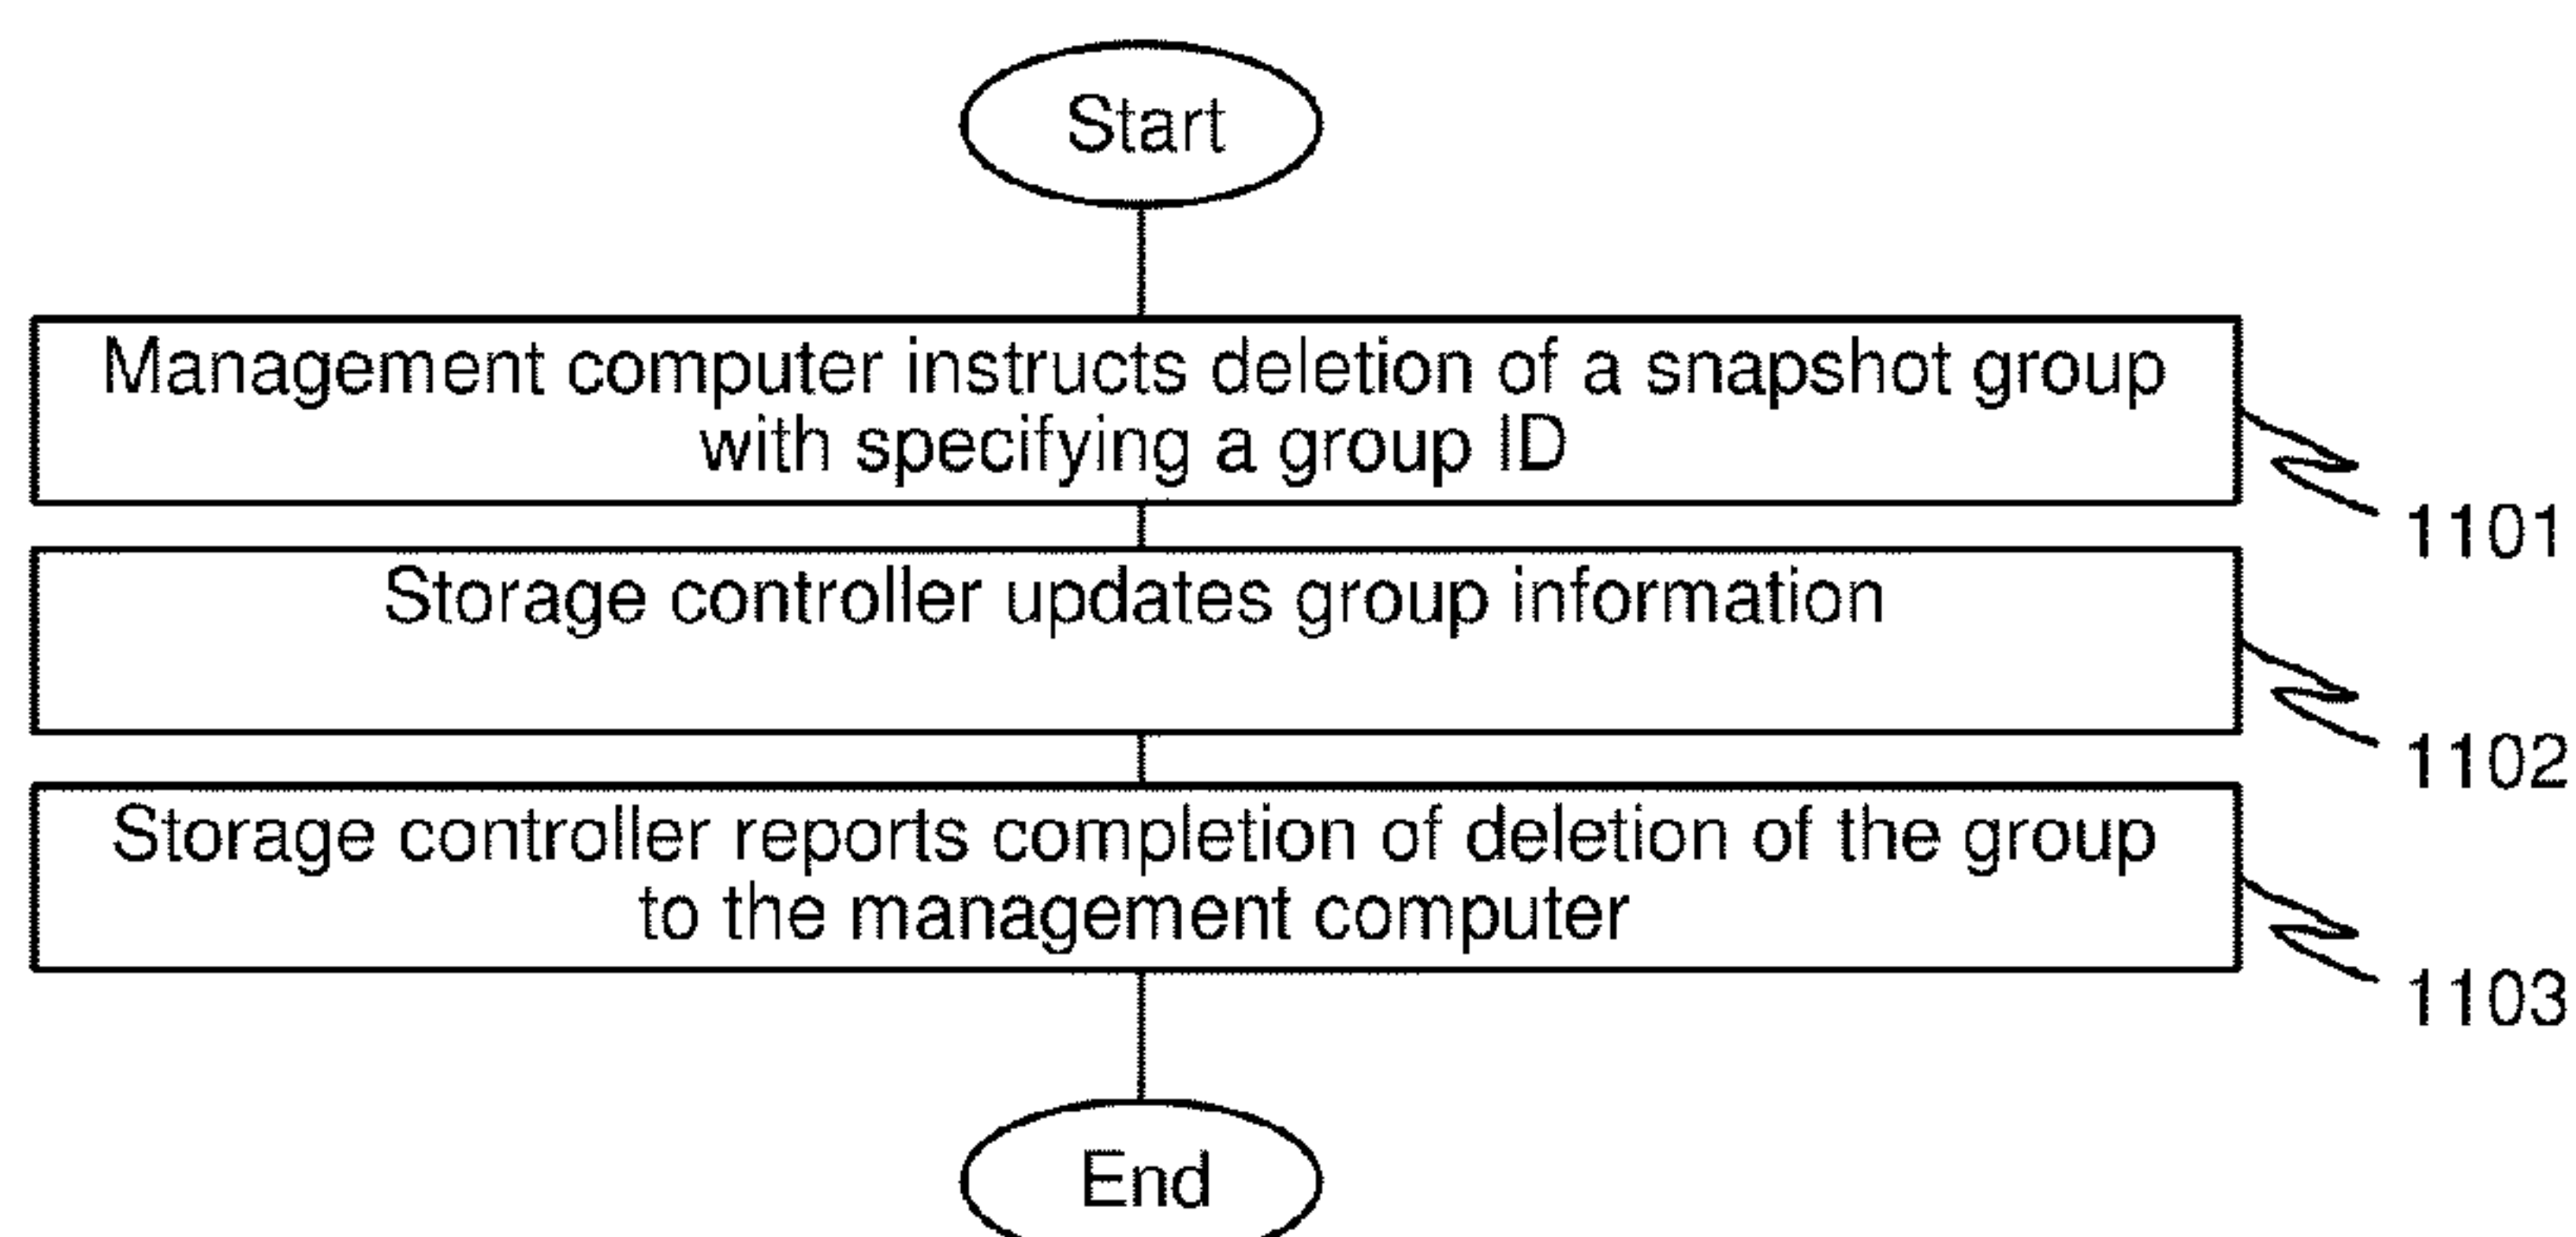 Start
Management computer instructs deletion of a snapshot group
with specifying a group ID
1101
Storage controller updates group information
1102
Storage controller reports completion of deletion of the group
to the management computer
1103
End